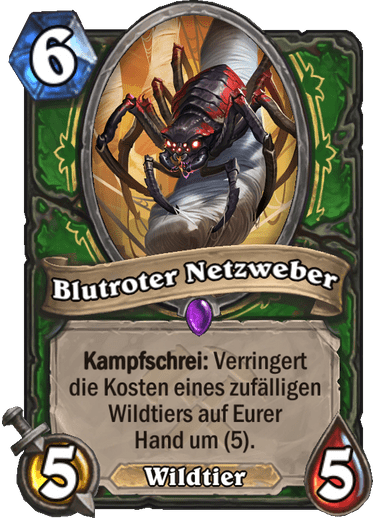 6
Blutroter Netzweber
Kampfschrei: Verringert
die Kosten eines zufälligen
Wildtiers auf Eurer
Hand um (5).
5
Wildtier
5